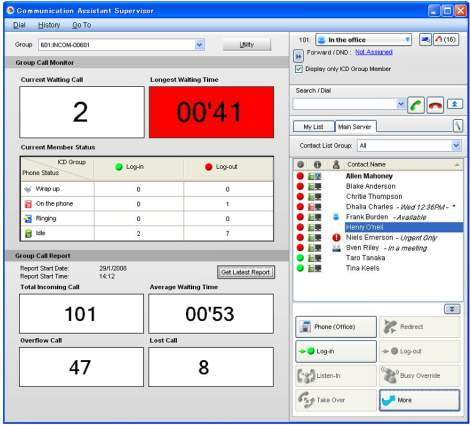 Communication Assistant Supervisor
Dial History Go To
Group 601:INCOM-00601 Utility
Group Call Monitor
Current Waiting Call Longest Waiting Time
2 00'41
Current Member Status
ICD Group
Phone Status
Log-in Log-out
Wrap up 0 0
On the phone 0 1
Ringing 0 0
Idle 2 7
Group Call Report
Report Start Date: 29/1/2008
Report Start Time: 14:12
Get Latest Report
Total Incoming Call Average Waiting Time
101 00'53
Overflow Call Lost Call
47 8
101: In the office (16)
Forward / DND : Not Assigned
Display only ICD Group Member
Search / Dial
My List Main Server
Contact List Group: All
Contact Name
Allen Mahoney
Blake Anderson
Chritie Thompson
Dhalia Charles - Wed 12:36PM - *
Frank Burden - Available
Henry O'neil
Niels Emerson - Urgent Only
Sven Riley - In a meeting
Taro Tanaka
Tina Keels
Phone (Office) Redirect
Log-in Log-out
Listen-In Busy Override
Take Over More